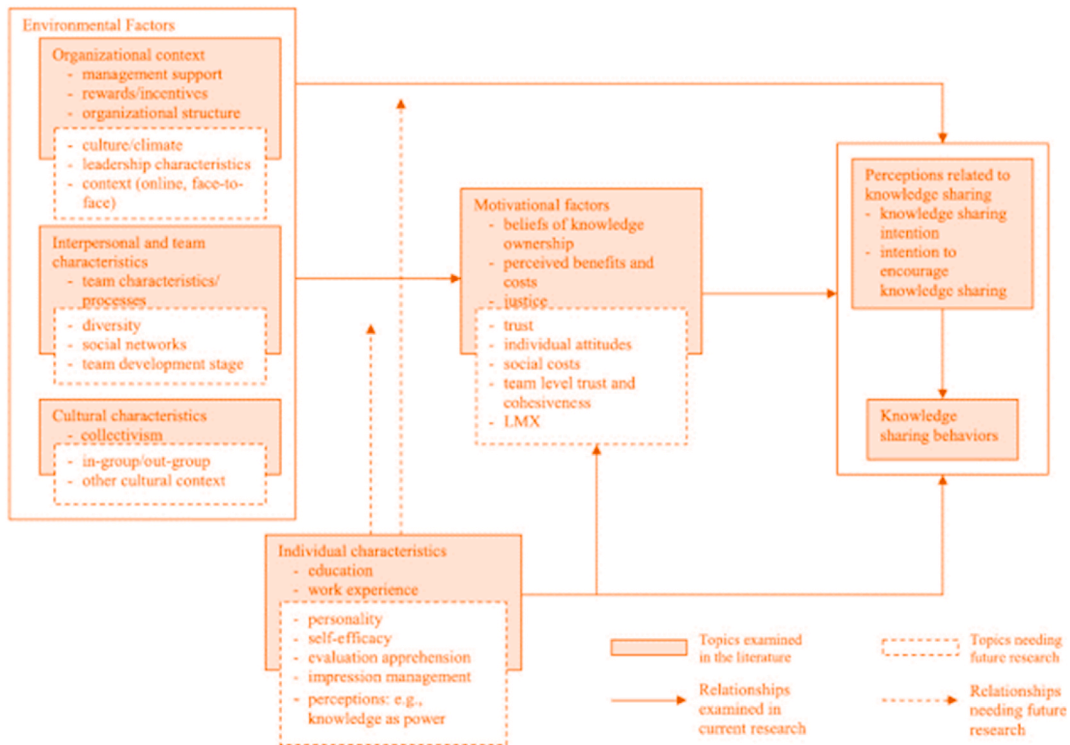 Environmental Factors
Organizational context
- management support
- rewards/incentives
- organizational structure
- culture/climate
- leadership characteristics
- context (online, face-to-
face)
Interpersonal and team
characteristics
- team characteristics/
processes
- diversity
- social networks
- team development stage
Cultural characteristics
- collectivism
- in-group/out-group
- other cultural context
Motivational factors
- beliefs of knowledge
ownership
- perceived benefits and
costs
- justice
- trust
- individual attitudes
- social costs
- team level trust and
cohesiveness
- LMX
Perceptions related to
knowledge sharing
- knowledge sharing
intention
- intention to
encourage
knowledge sharing
Knowledge
sharing behaviors
Individual characteristics
- education
- work experience
- personality
- self-efficacy
- evaluation apprehension
- impression management
- perceptions: e.g.,
knowledge as power
Topics examined
in the literature
Topics needing
future research
Relationships
examined in
current research
Relationships
needing future
research